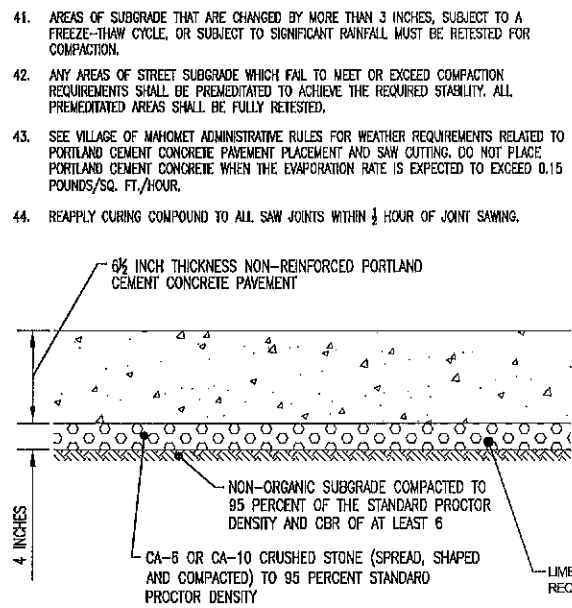 41. AREAS OF SUBGRADE THAT ARE CHANGED BY MORE THAN 3 INCHES, SUBJECT TO A
FREEZE-THAW CYCLE, OR SUBJECT TO SIGNIFICANT RAINFALL MUST BE RETESTED FOR
COMPACTION.
42. ANY AREAS OF STREET SUBGRADE WHICH FAIL TO MEET OR EXCEED COMPACTION
REQUIREMENTS SHALL BE PREMEDITATED TO ACHIEVE THE REQUIRED STABILITY. ALL
PREMEDITATED AREAS SHALL BE FULLY RETESTED.
43. SEE VILLAGE OF MAHOMET ADMINISTRATIVE RULES FOR WEATHER REQUIREMENTS RELATED TO
PORTLAND CEMENT CONCRETE PAVEMENT PLACEMENT AND SAW CUTTING. DO NOT PLACE
PORTLAND CEMENT CONCRETE WHEN THE EVAPORATION RATE IS EXPECTED TO EXCEED 0.15
POUNDS/SQ. FT./HOUR.
44. REAPPLY CURING COMPOUND TO ALL SAW JOINTS WITHIN ½ HOUR OF JOINT SAWING.
6½ INCH THICKNESS NON-REINFORCED PORTLAND
CEMENT CONCRETE PAVEMENT
4 INCHES
NON-ORGANIC SUBGRADE COMPACTED TO
95 PERCENT OF THE STANDARD PROCTOR
DENSITY AND CBR OF AT LEAST 6
CA-6 OR CA-10 CRUSHED STONE (SPREAD, SHAPED
AND COMPACTED) TO 95 PERCENT STANDARD
PROCTOR DENSITY